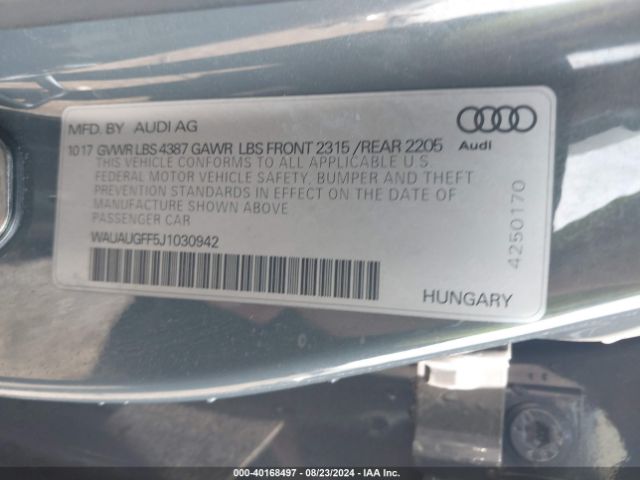 MFD. BY AUDI AG
10 17 GVWR LBS 4387 GAWR LBS FRONT 2315 /REAR 2205
THIS VEHICLE CONFORMS TO ALL APPLICABLE U.S.
FEDERAL MOTOR VEHICLE SAFETY, BUMPER AND THEFT
PREVENTION STANDARDS IN EFFECT ON THE DATE OF
MANUFACTURE SHOWN ABOVE
PASSENGER CAR
WAUAUGFF5J1030942
Audi
4250170
HUNGARY
000-40168497 - 08/23/2024 - IAA Inc.